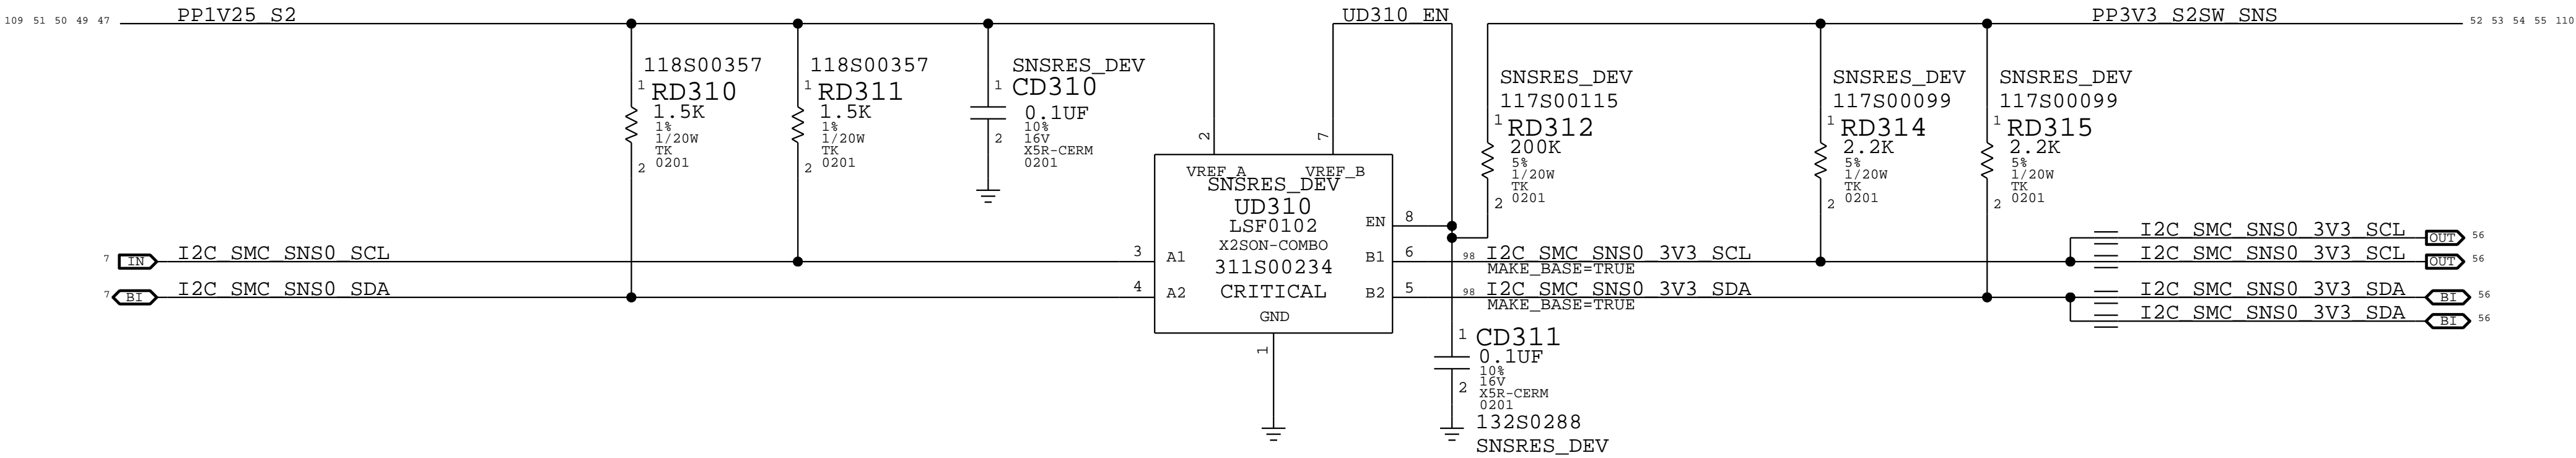 109 51 50 49 47
PP1V25_S2
UD310_EN
PP3V3_S2SW_SNS
52 53 54 55 110
118S00357
1
RD310
1.5K
1%
1/20W
TK
0201
2
118S00357
1
RD311
1.5K
1%
1/20W
TK
0201
2
SNSRES_DEV
1
CD310
0.1UF
10%
16V
X5R-CERM
0201
2
2
7
VREF_A
VREF_B
SNSRES_DEV
UD310
LSF0102
X2SON-COMBO
311S00234
CRITICAL
GND
EN
8
A1
3
A2
4
B1
6
B2
5
1
SNSRES_DEV
117S00115
1
RD312
200K
5%
1/20W
TK
0201
2
SNSRES_DEV
117S00099
1
RD314
2.2K
5%
1/20W
TK
0201
2
SNSRES_DEV
117S00099
1
RD315
2.2K
5%
1/20W
TK
0201
2
7
IN
I2C_SMC_SNS0_SCL
7
BI
I2C_SMC_SNS0_SDA
98
I2C_SMC_SNS0_3V3_SCL
MAKE_BASE=TRUE
98
I2C_SMC_SNS0_3V3_SDA
MAKE_BASE=TRUE
I2C_SMC_SNS0_3V3_SCL
OUT
56
I2C_SMC_SNS0_3V3_SCL
OUT
56
I2C_SMC_SNS0_3V3_SDA
BI
56
I2C_SMC_SNS0_3V3_SDA
BI
56
1
CD311
0.1UF
10%
16V
X5R-CERM
0201
2
132S0288
SNSRES_DEV